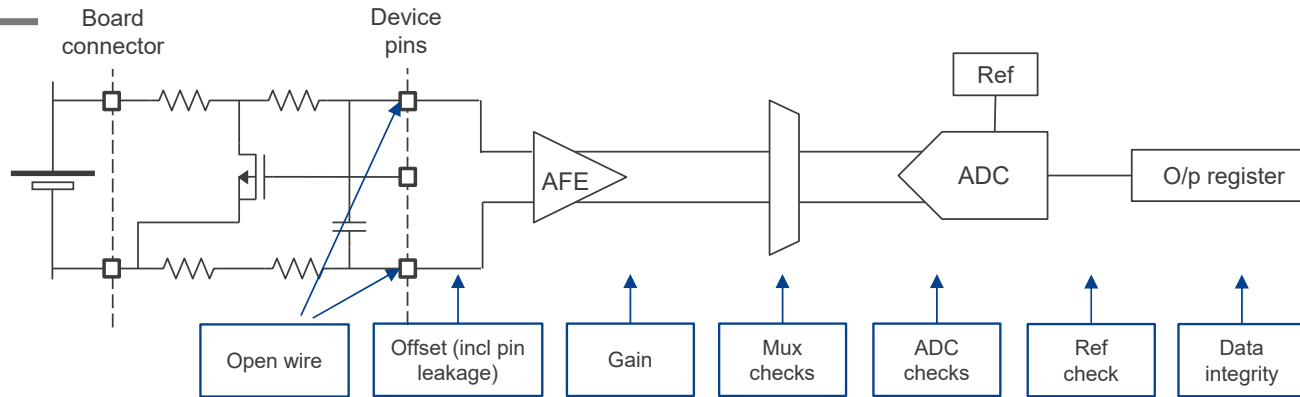 Board
connector
Device
pins
Ref
AFE
ADC
O/p register
Open wire
Offset (incl pin
leakage)
Gain
Mux
checks
ADC
checks
Ref
check
Data
integrity